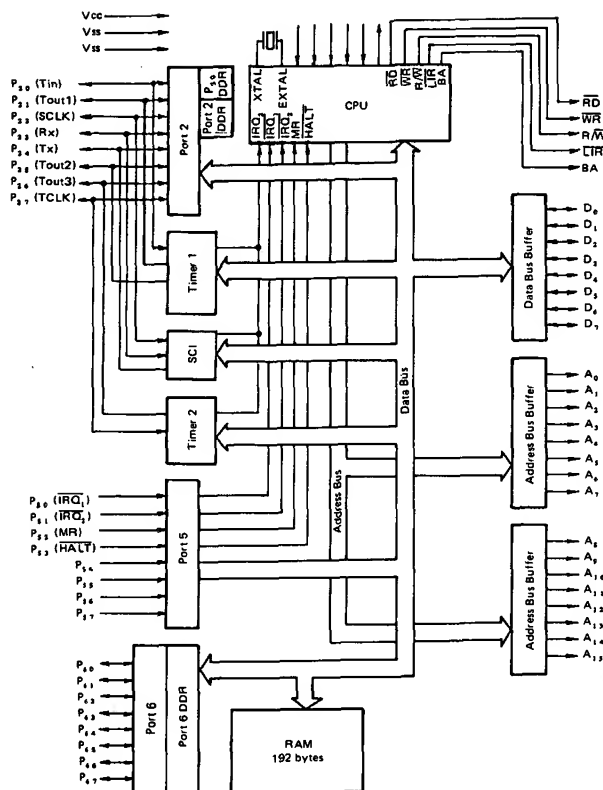 Vcc
Vss
Vss
P₂₀ (Tin)
P₂₁ (Tout1)
P₂₂ (SCLK)
P₂₃ (Rx)
P₂₄ (Tx)
P₂₅ (Tout2)
P₂₆ (Tout3)
P₂₇ (TCLK)
Port 2
P₂₀ DDR
Port 2 DDR
XTAL
EXTAL
RD
WR
R/W
LIR
BA
CPU
IRQ₃
IRQ₁
IRQ₂
MR
HALT
RD
WR
R/W
LIR
BA
Timer 1
SCI
Timer 2
Data Bus Buffer
D₀
D₁
D₂
D₃
D₄
D₅
D₆
D₇
Address Bus
Data Bus
Address Bus Buffer
A₀
A₁
A₂
A₃
A₄
A₅
A₆
A₇
P₅₀ (IRQ₁)
P₅₁ (IRQ₂)
P₅₂ (MR)
P₅₃ (HALT)
P₅₄
P₅₅
P₅₆
P₅₇
Port 5
Address Bus Buffer
A₈
A₉
A₁₀
A₁₁
A₁₂
A₁₃
A₁₄
A₁₅
P₆₀
P₆₁
P₆₂
P₆₃
P₆₄
P₆₅
P₆₆
P₆₇
Port 6
Port 6 DDR
RAM
192 bytes